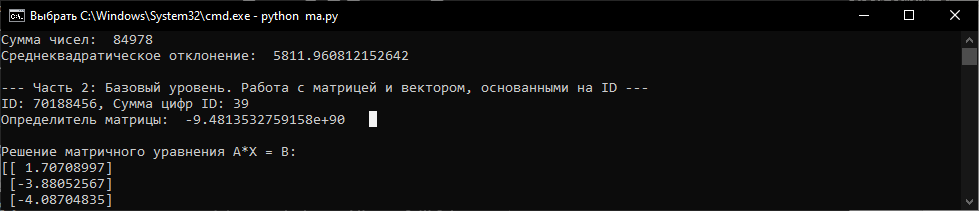 Выбрать C:\Windows\System32\cmd.exe - python  ma.py
Сумма чисел:  84978
Среднеквадратическое отклонение:  5811.960812152642
--- Часть 2: Базовый уровень. Работа с матрицей и вектором, основанными на ID ---
ID: 70188456, Сумма цифр ID: 39
Определитель матрицы:  -9.4813532759158e+90
Решение матричного уравнения A*X = B:
[[ 1.70708997]
 [-3.88052567]
 [-4.08704835]